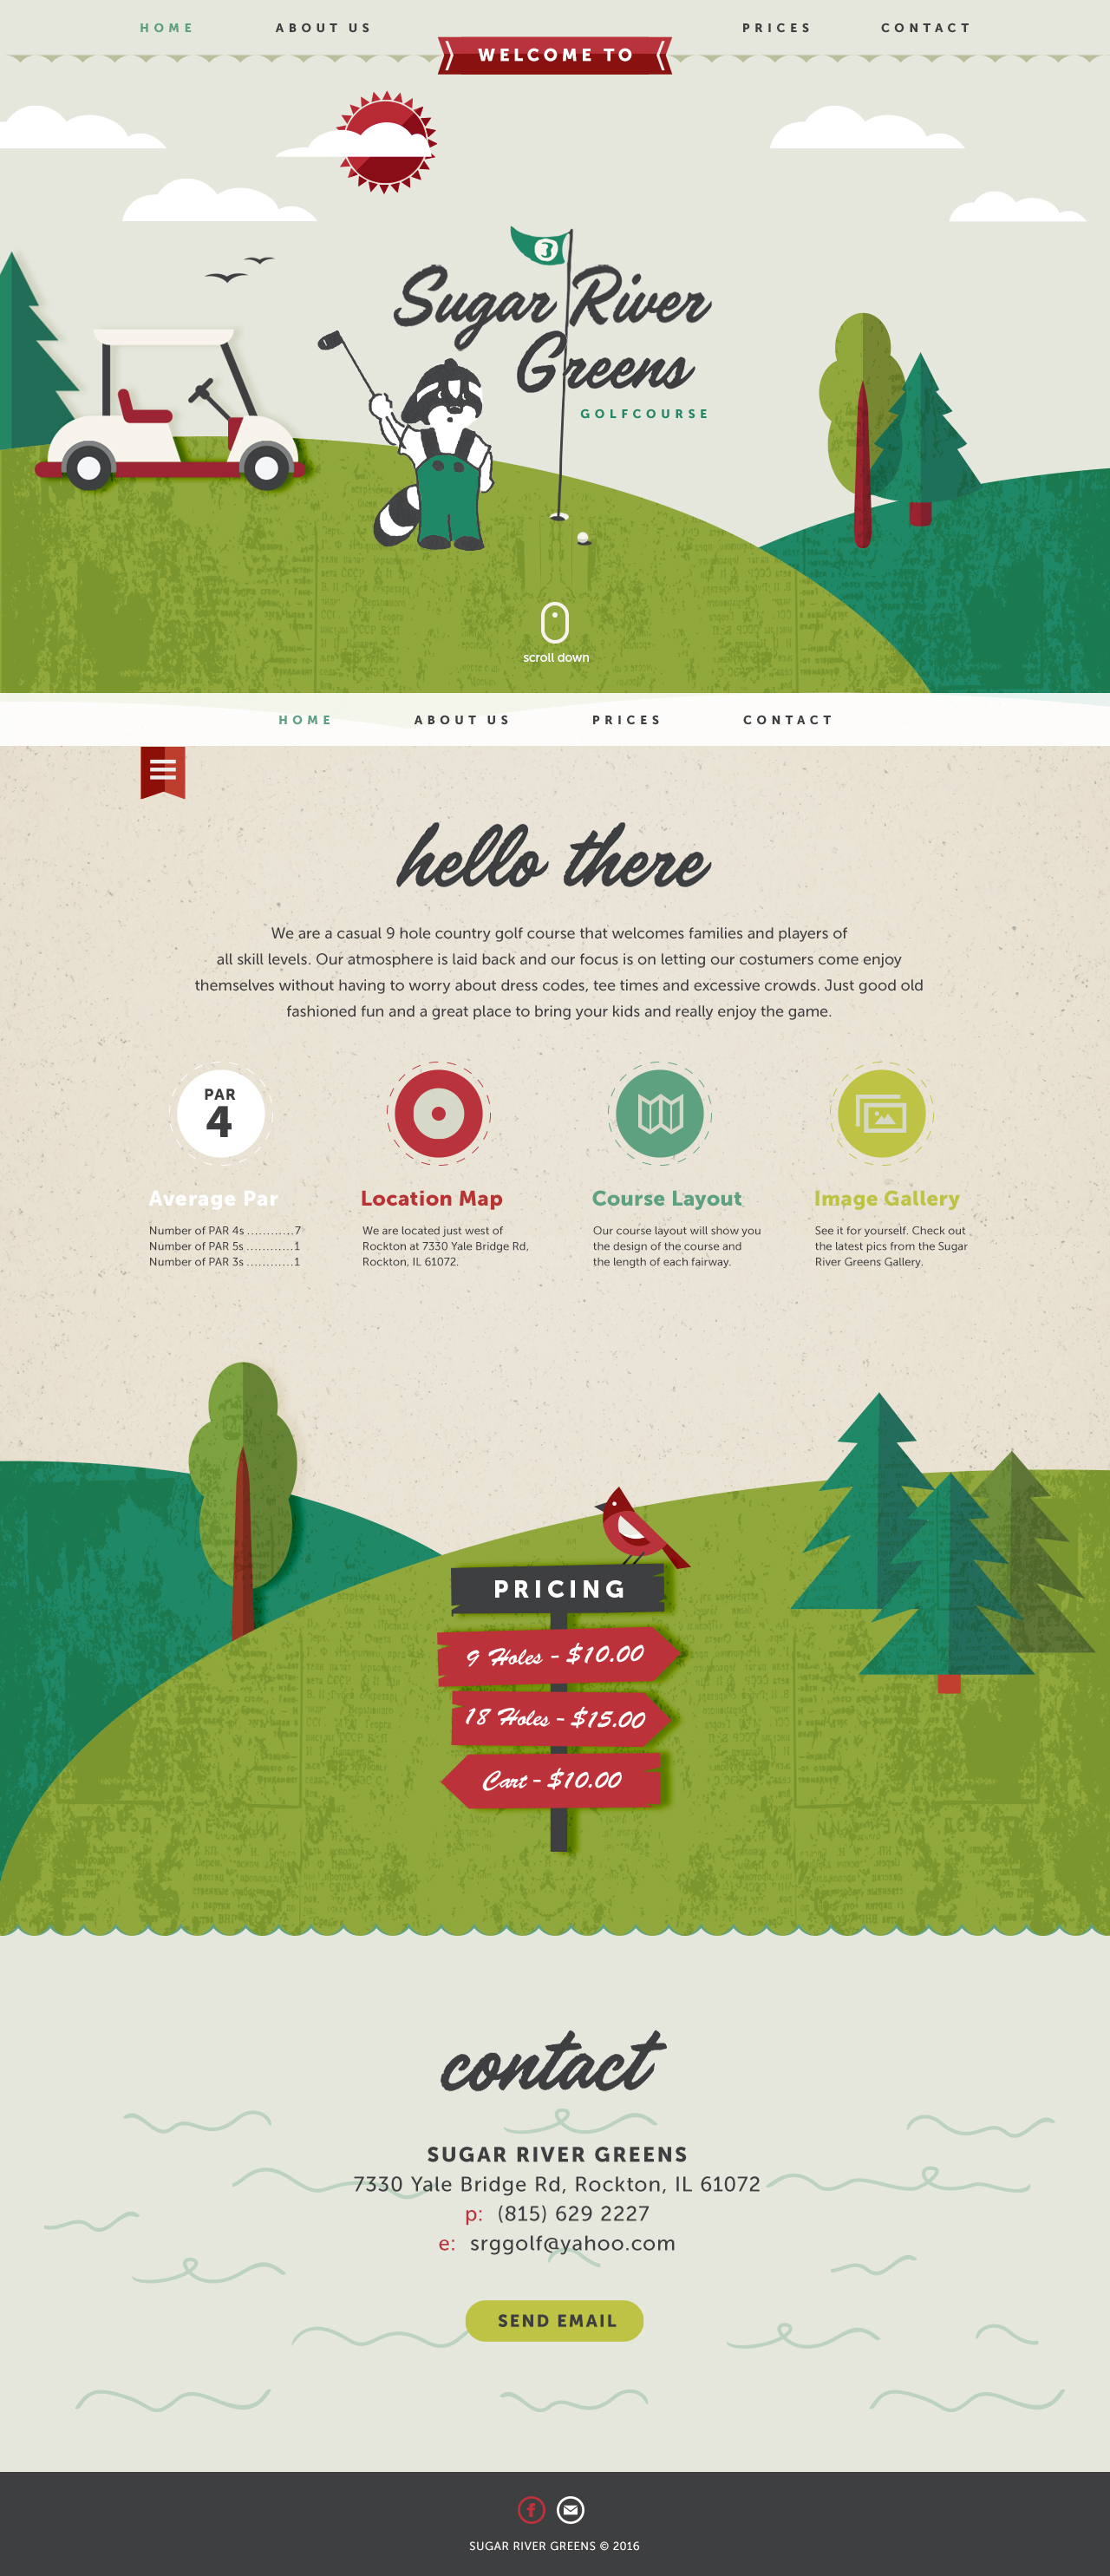 HOME ABOUT US PRICES CONTACT
WELCOME TO
3
Sugar River
Greens
GOLFCOURSE
scroll down
HOME ABOUT US PRICES CONTACT
hello there
We are a casual 9 hole country golf course that welcomes families and players of
all skill levels. Our atmosphere is laid back and our focus is on letting our costumers come enjoy
themselves without having to worry about dress codes, tee times and excessive crowds. Just good old
fashioned fun and a great place to bring your kids and really enjoy the game.
PAR
4
Average Par
Number of PAR 4s ............7
Number of PAR 5s ............1
Number of PAR 3s ............1
Location Map
We are located just west of
Rockton at 7330 Yale Bridge Rd,
Rockton, IL 61072.
Course Layout
Our course layout will show you
the design of the course and
the length of each fairway.
Image Gallery
See it for yourself. Check out
the latest pics from the Sugar
River Greens Gallery.
PRICING
9 Holes - $10.00
18 Holes - $15.00
Cart - $10.00
contact
SUGAR RIVER GREENS
7330 Yale Bridge Rd, Rockton, IL 61072
p: (815) 629 2227
e: srggolf@yahoo.com
SEND EMAIL
f
SUGAR RIVER GREENS © 2016